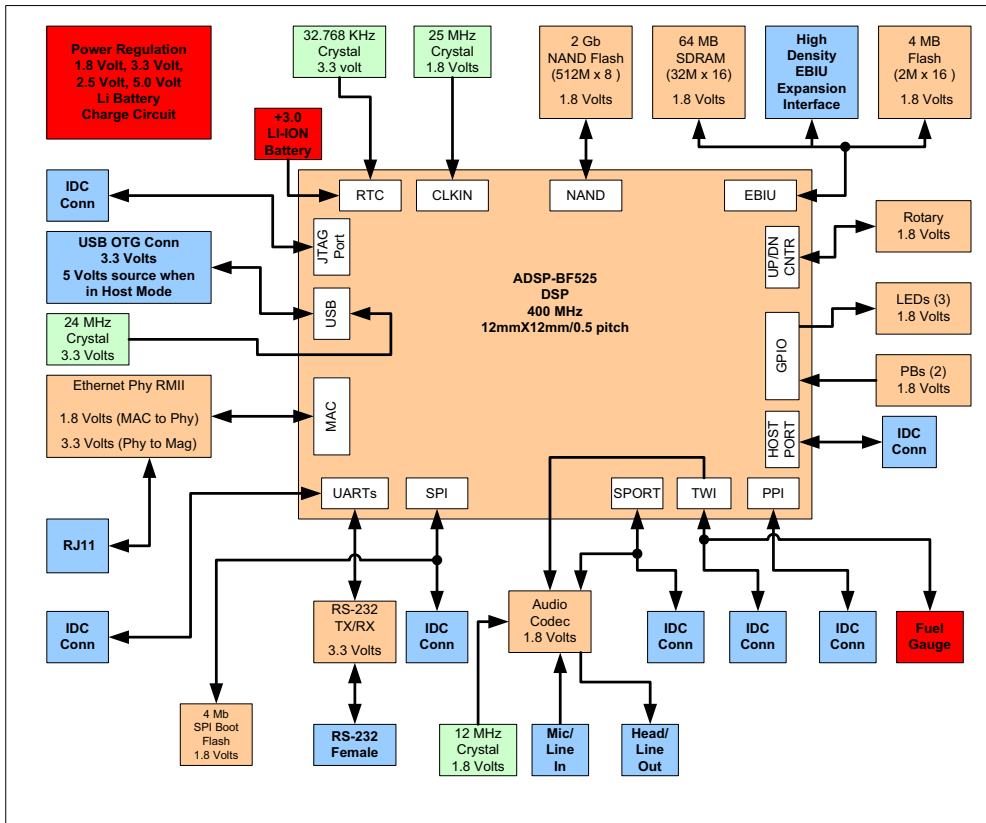 Power Regulation
1.8 Volt, 3.3 Volt,
2.5 Volt, 5.0 Volt
Li Battery
Charge Circuit
32.768 KHz
Crystal
3.3 volt
25 MHz
Crystal
1.8 Volts
2 Gb
NAND Flash
(512M x 8 )
1.8 Volts
64 MB
SDRAM
(32M x 16)
1.8 Volts
High
Density
EBIU
Expansion
Interface
4 MB
Flash
(2M x 16 )
1.8 Volts
+3.0
LI-ION
Battery
RTC
CLKIN
NAND
EBIU
IDC
Conn
JTAG
Port
USB OTG Conn
3.3 Volts
5 Volts source when
in Host Mode
USB
24 MHz
Crystal
3.3 Volts
Ethernet Phy RMII
1.8 Volts (MAC to Phy)
3.3 Volts (Phy to Mag)
MAC
ADSP-BF525
DSP
400 MHz
12mmX12mm/0.5 pitch
UP/DN
CNTR
Rotary
1.8 Volts
GPIO
LEDs (3)
1.8 Volts
PBs (2)
1.8 Volts
HOST
PORT
IDC
Conn
UARTs
SPI
SPORT
TWI
PPI
RJ11
IDC
Conn
RS-232
TX/RX
3.3 Volts
IDC
Conn
Audio
Codec
1.8 Volts
IDC
Conn
IDC
Conn
IDC
Conn
Fuel
Gauge
4 Mb
SPI Boot
Flash
1.8 Volts
RS-232
Female
12 MHz
Crystal
1.8 Volts
Mic/
Line
In
Head/
Line
Out